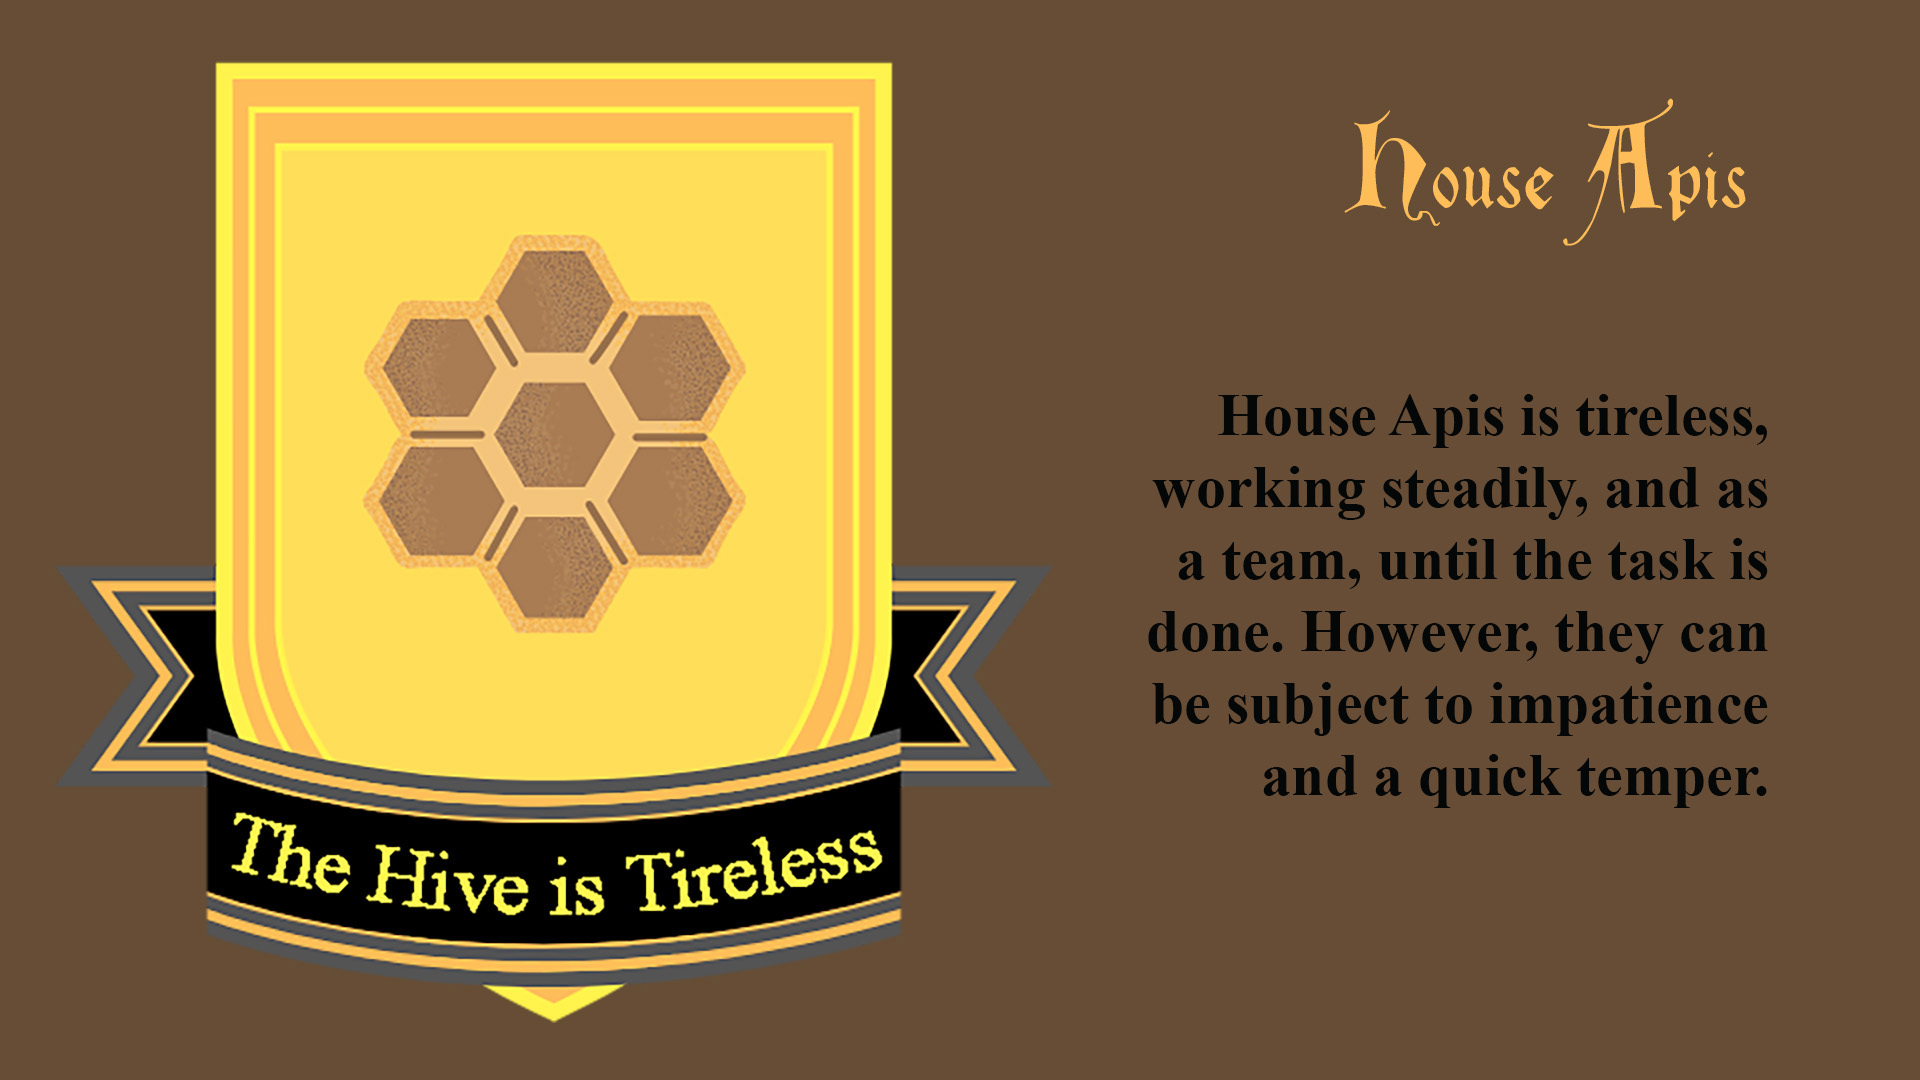 House Apis
House Apis is tireless,
working steadily, and as
a team, until the task is
done. However, they can
be subject to impatience
and a quick temper.
The Hive is Tireless